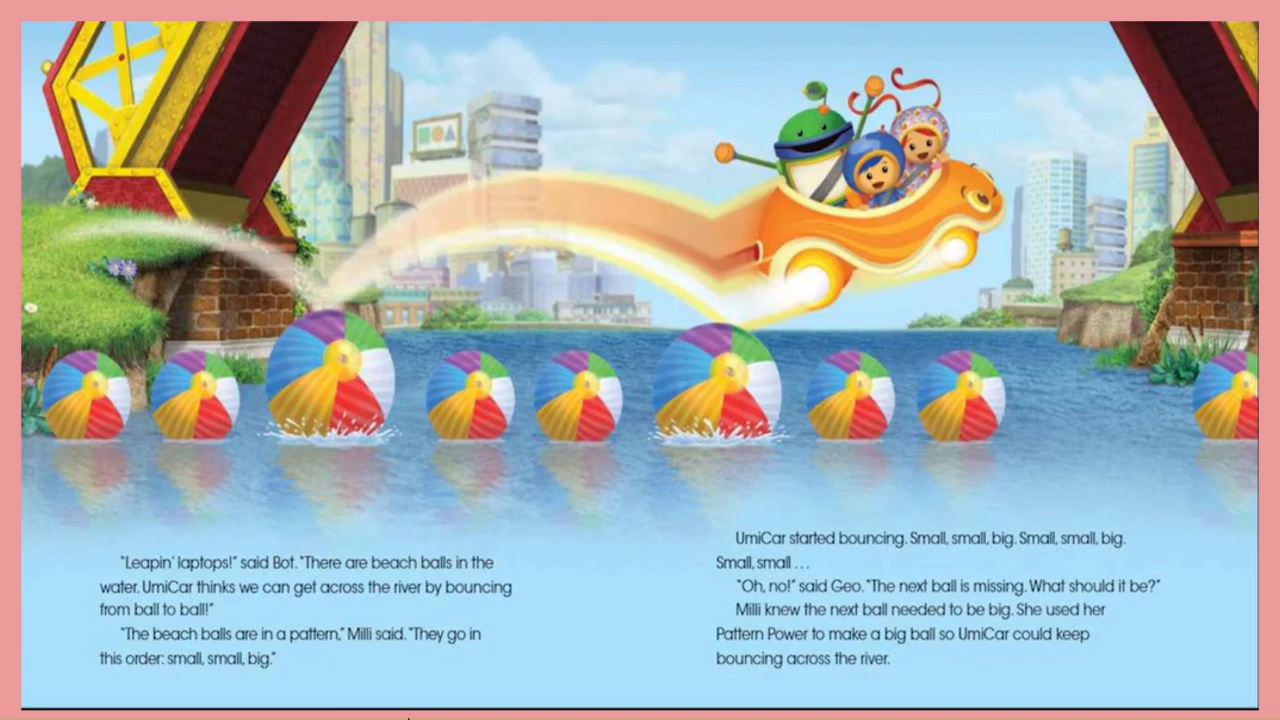 “Leapin’ laptops!” said Bot. “There are beach balls in the
water. UmiCar thinks we can get across the river by bouncing
from ball to ball!”
“The beach balls are in a pattern,” Milli said. “They go in
this order: small, small, big.”
UmiCar started bouncing. Small, small, big. Small, small, big.
Small, small . . .
“Oh, no!” said Geo. “The next ball is missing. What should it be?”
Milli knew the next ball needed to be big. She used her
Pattern Power to make a big ball so UmiCar could keep
bouncing across the river.